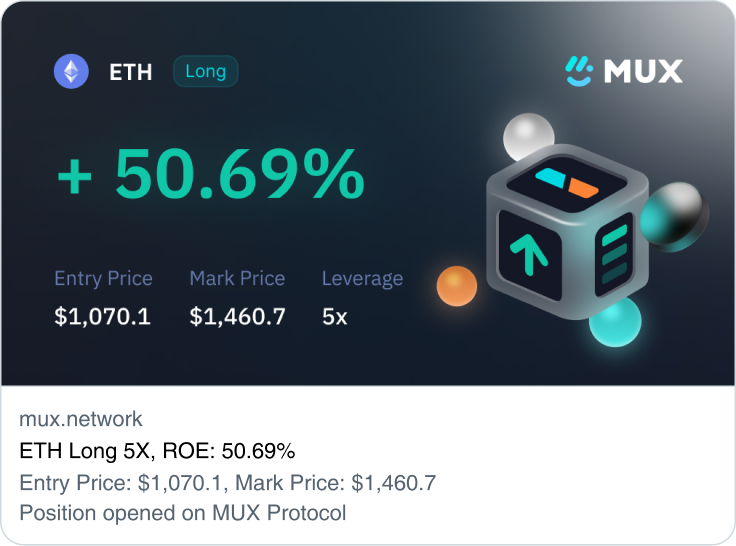 ETH Long MUX
+ 50.69%
Entry Price Mark Price Leverage
$1,070.1 $1,460.7 5x
mux.network
ETH Long 5X, ROE: 50.69%
Entry Price: $1,070.1, Mark Price: $1,460.7
Position opened on MUX Protocol